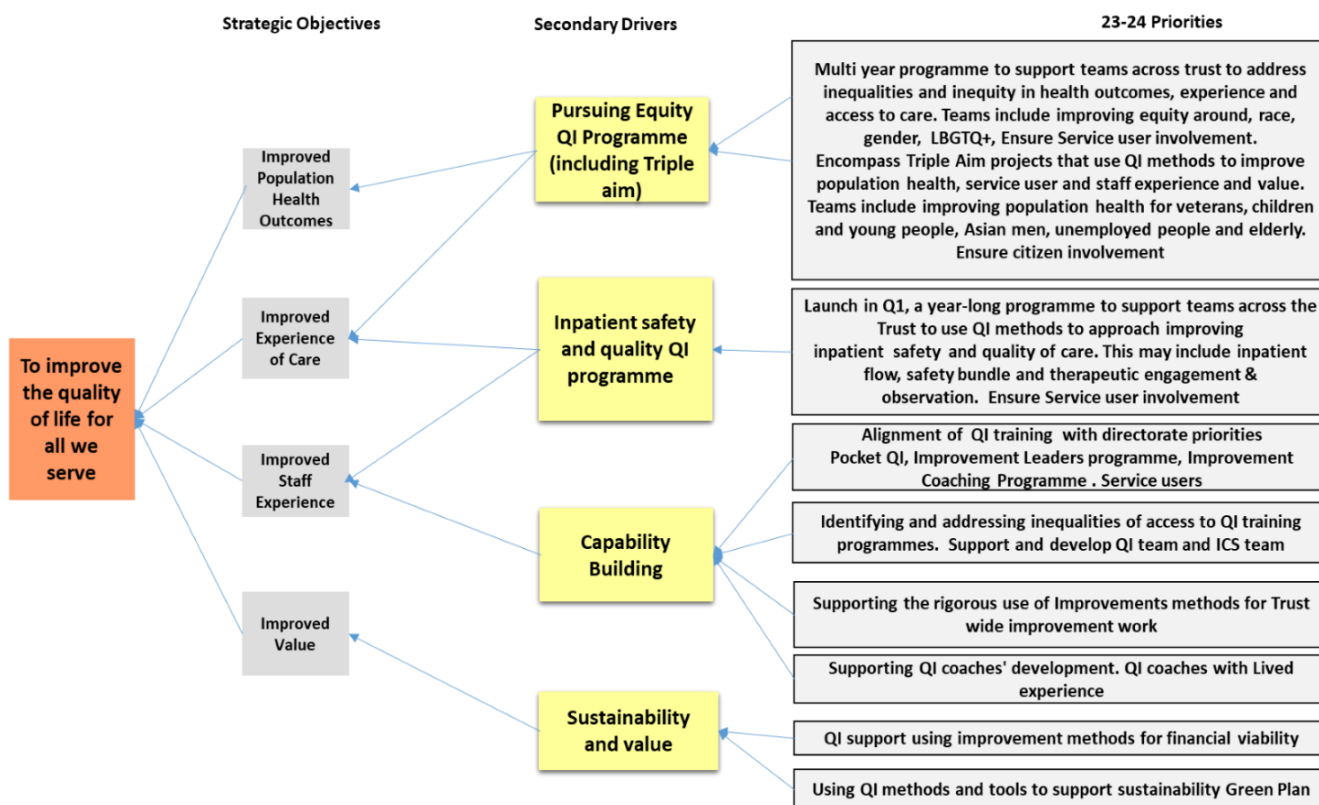 Strategic Objectives
Secondary Drivers
23-24 Priorities
To improve
the quality
of life for
all we
serve
Improved
Population
Health
Outcomes
Improved
Experience
of Care
Improved
Staff
Experience
Improved
Value
Pursuing Equity
QI Programme
(including Triple
aim)
Inpatient safety
and quality QI
programme
Capability
Building
Sustainability
and value
Multi year programme to support teams across trust to address
inequalities and inequity in health outcomes, experience and
access to care. Teams include improving equity around, race,
gender, LBGTQ+, Ensure Service user involvement.
Encompass Triple Aim projects that use QI methods to improve
population health, service user and staff experience and value.
Teams include improving population health for veterans, children
and young people, Asian men, unemployed people and elderly.
Ensure citizen involvement
Launch in Q1, a year-long programme to support teams across the
Trust to use QI methods to approach improving
inpatient safety and quality of care. This may include inpatient
flow, safety bundle and therapeutic engagement &
observation. Ensure Service user involvement
Alignment of QI training with directorate priorities
Pocket QI, Improvement Leaders programme, Improvement
Coaching Programme . Service users
Identifying and addressing inequalities of access to QI training
programmes. Support and develop QI team and ICS team
Supporting the rigorous use of Improvements methods for Trust
wide improvement work
Supporting QI coaches' development. QI coaches with Lived
experience
QI support using improvement methods for financial viability
Using QI methods and tools to support sustainability Green Plan